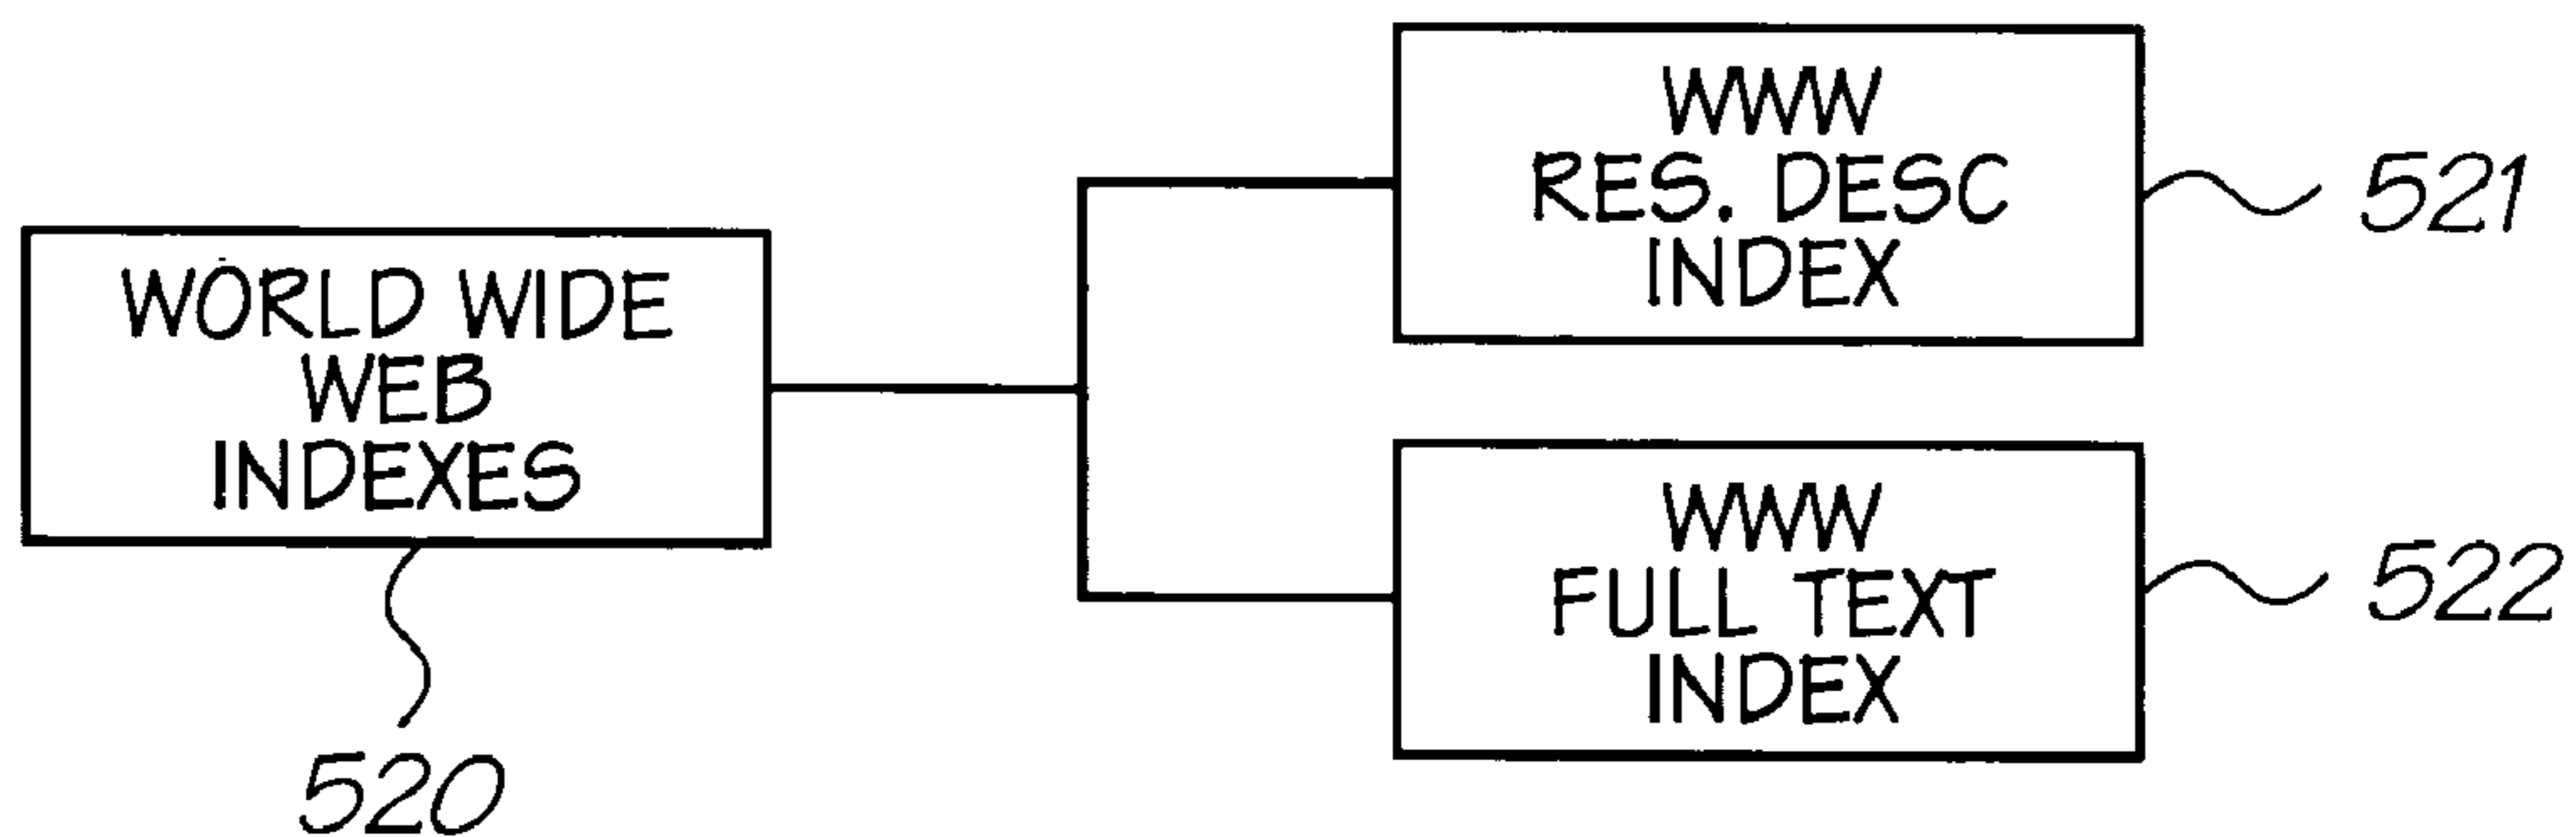 WORLD WIDE
WEB
INDEXES
520
WWW
RES. DESC
INDEX
521
WWW
FULL TEXT
INDEX
522